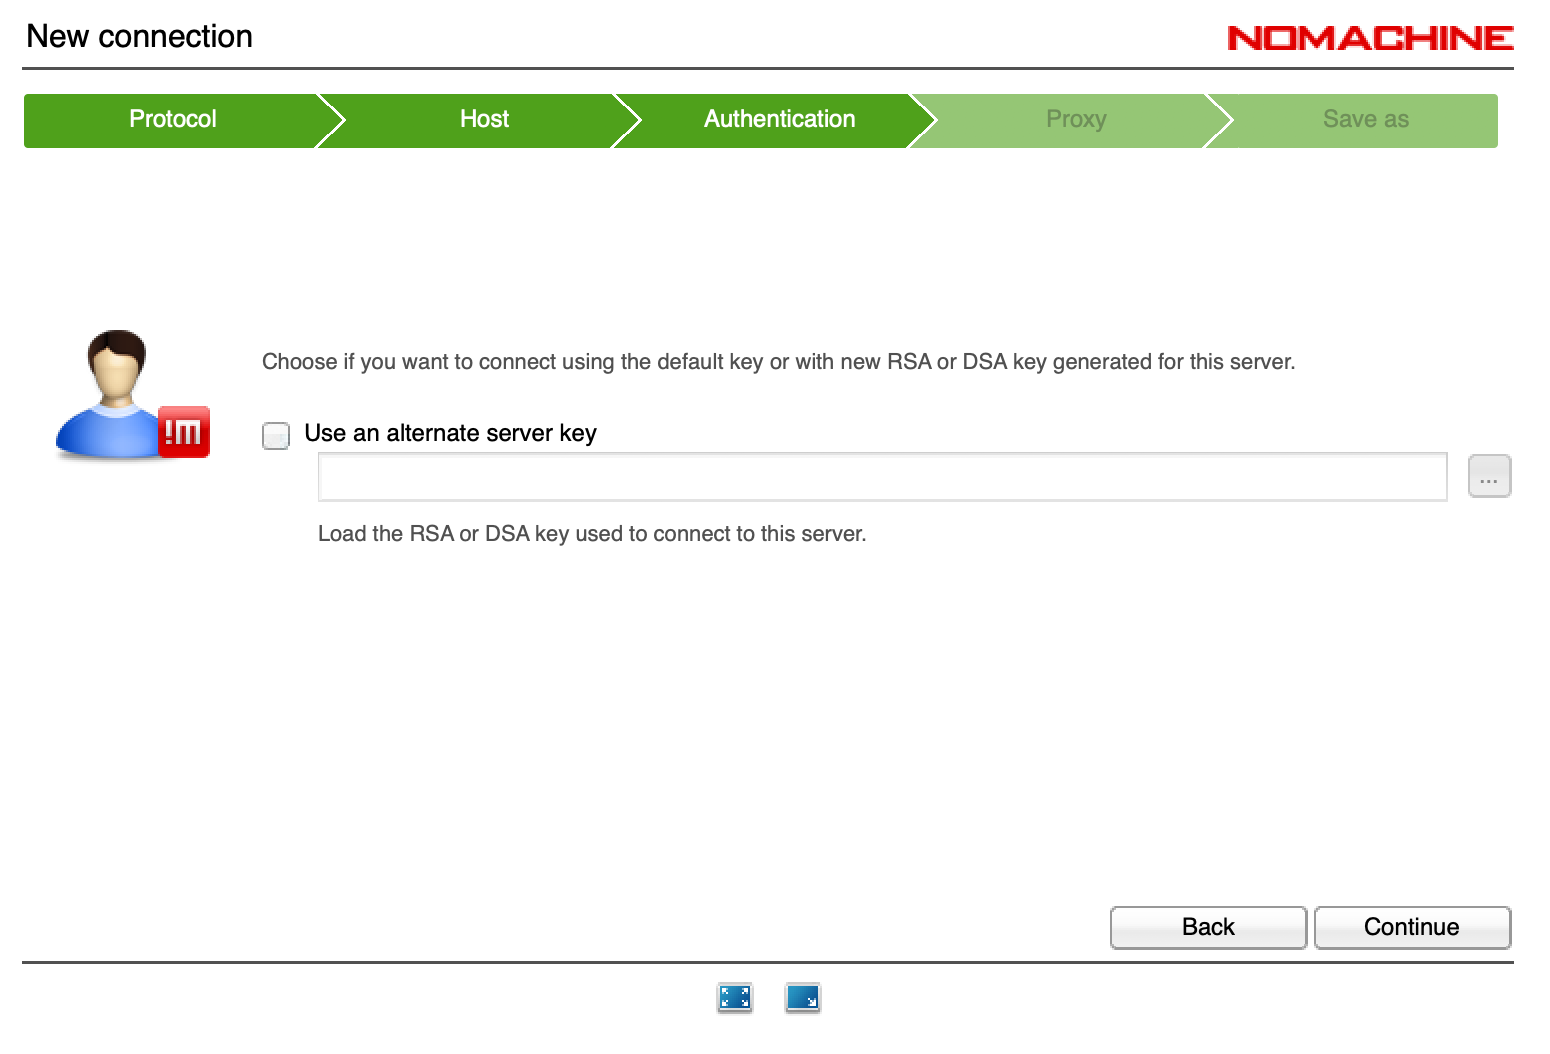 New connection
NOMACHINE
Protocol
Host
Authentication
Proxy
Save as
Choose if you want to connect using the default key or with new RSA or DSA key generated for this server.
!m
Use an alternate server key
...
Load the RSA or DSA key used to connect to this server.
Back
Continue